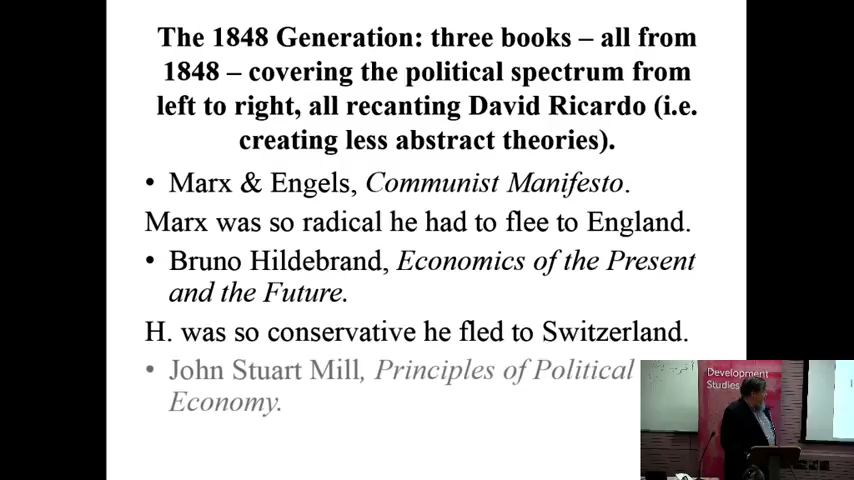 The 1848 Generation: three books – all from
1848 – covering the political spectrum from
left to right, all recanting David Ricardo (i.e.
creating less abstract theories).
• Marx & Engels, Communist Manifesto.
Marx was so radical he had to flee to England.
• Bruno Hildebrand, Economics of the Present
and the Future.
H. was so conservative he fled to Switzerland.
• John Stuart Mill, Principles of Political
Economy.
Development
Studies